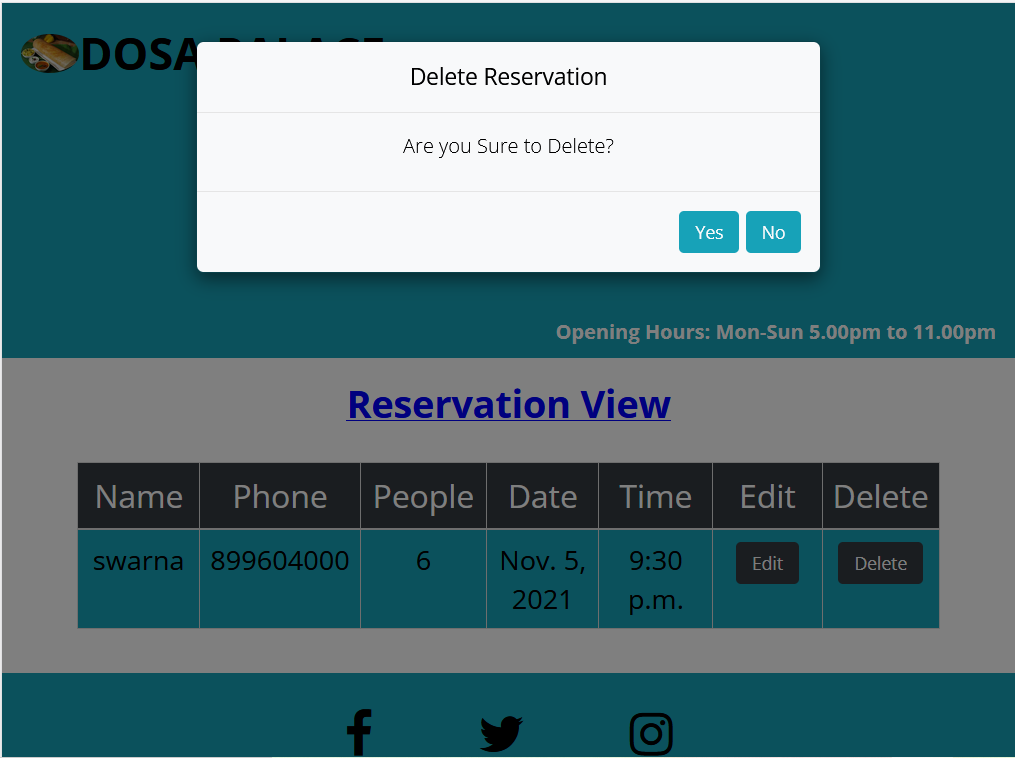 DOSA PALACE
Delete Reservation
Are you Sure to Delete?
Yes No
Opening Hours: Mon-Sun 5.00pm to 11.00pm
Reservation View
Name Phone People Date Time Edit Delete
swarna 899604000 6 Nov. 5, 9:30 Edit Delete
2021 p.m.